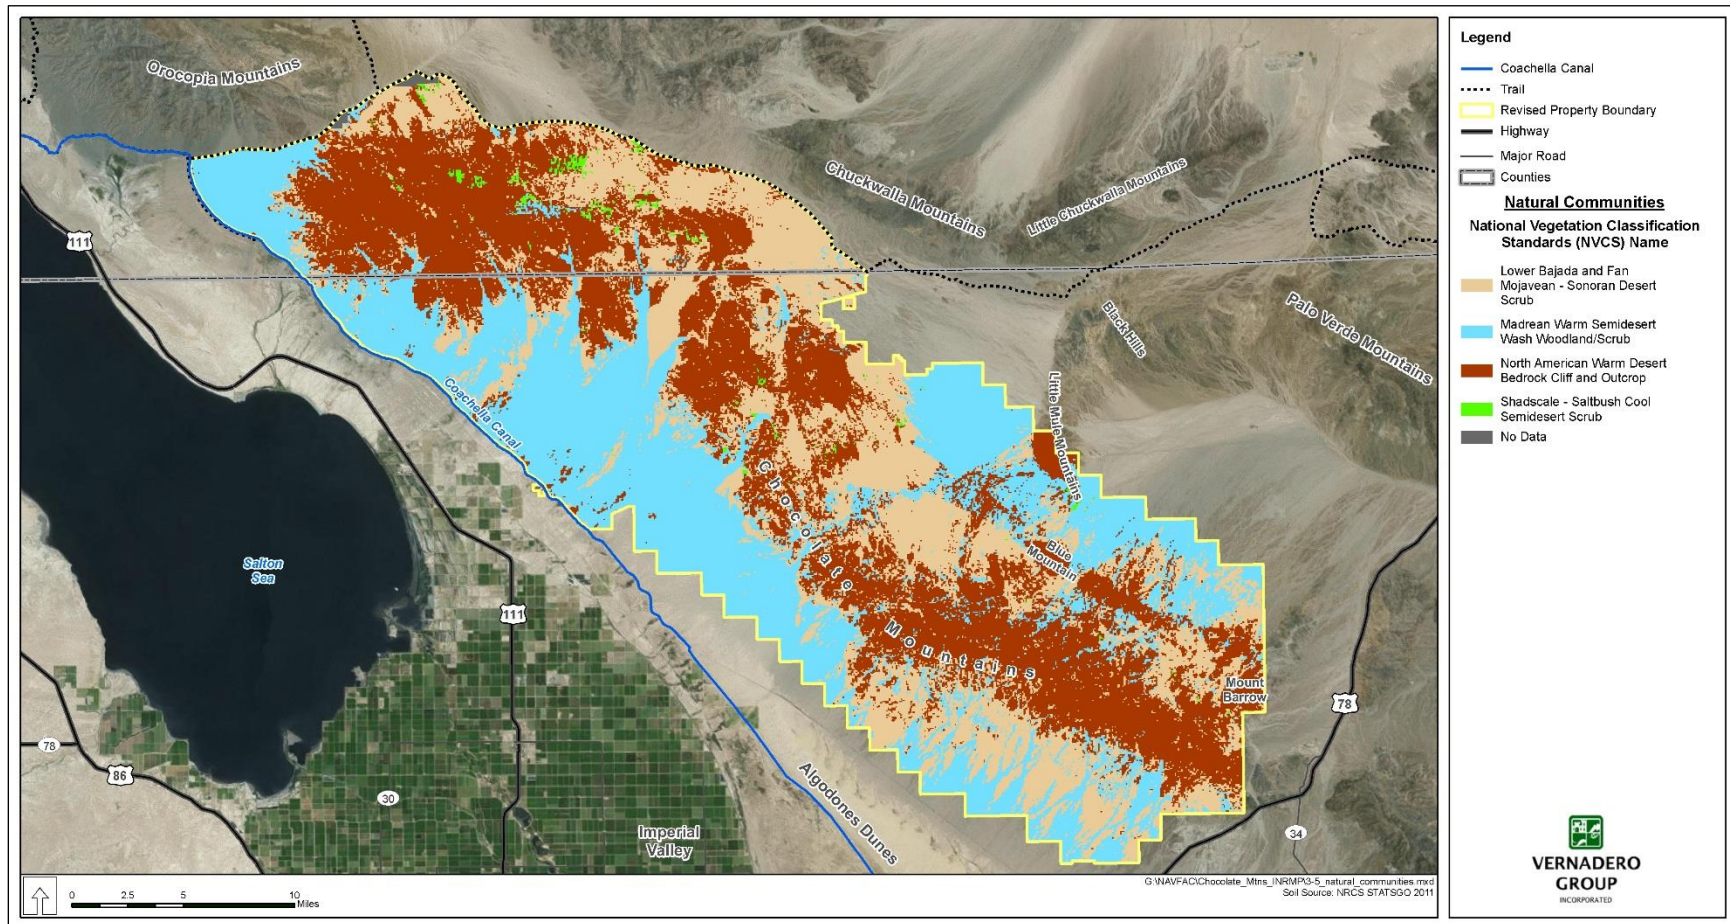 Orocopia Mountains
Chuckwalla Mountains
Little Chuckwalla Mountains
111
Palo Verde Mountains
Black Hills
Little Mule Mountains
Coachella Canal
Chocolate Mountains
Blue
Mountain
Salton
Sea
111
Mount
Barrow
78
78
86
30
Algodones Dunes
Imperial
Valley
34
0 2.5 5 10
Miles
G:\NAVFAC\Chocolate_Mtns_INRMP\3-5_natural_communities.mxd
Soil Source: NRCS STATSGO 2011
Legend
Coachella Canal
Trail
Revised Property Boundary
Highway
Major Road
Counties
Natural Communities
National Vegetation Classification
Standards (NVCS) Name
Lower Bajada and Fan
Mojavean - Sonoran Desert
Scrub
Madrean Warm Semidesert
Wash Woodland/Scrub
North American Warm Desert
Bedrock Cliff and Outcrop
Shadscale - Saltbush Cool
Semidesert Scrub
No Data
VERNADERO
GROUP
INCORPORATED